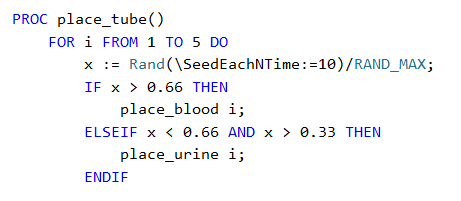 PROC place_tube()
FOR i FROM 1 TO 5 DO
x := Rand(\SeedEachNTime:=10)/RAND_MAX;
IF x > 0.66 THEN
place_blood i;
ELSEIF x < 0.66 AND x > 0.33 THEN
place_urine i;
ENDIF